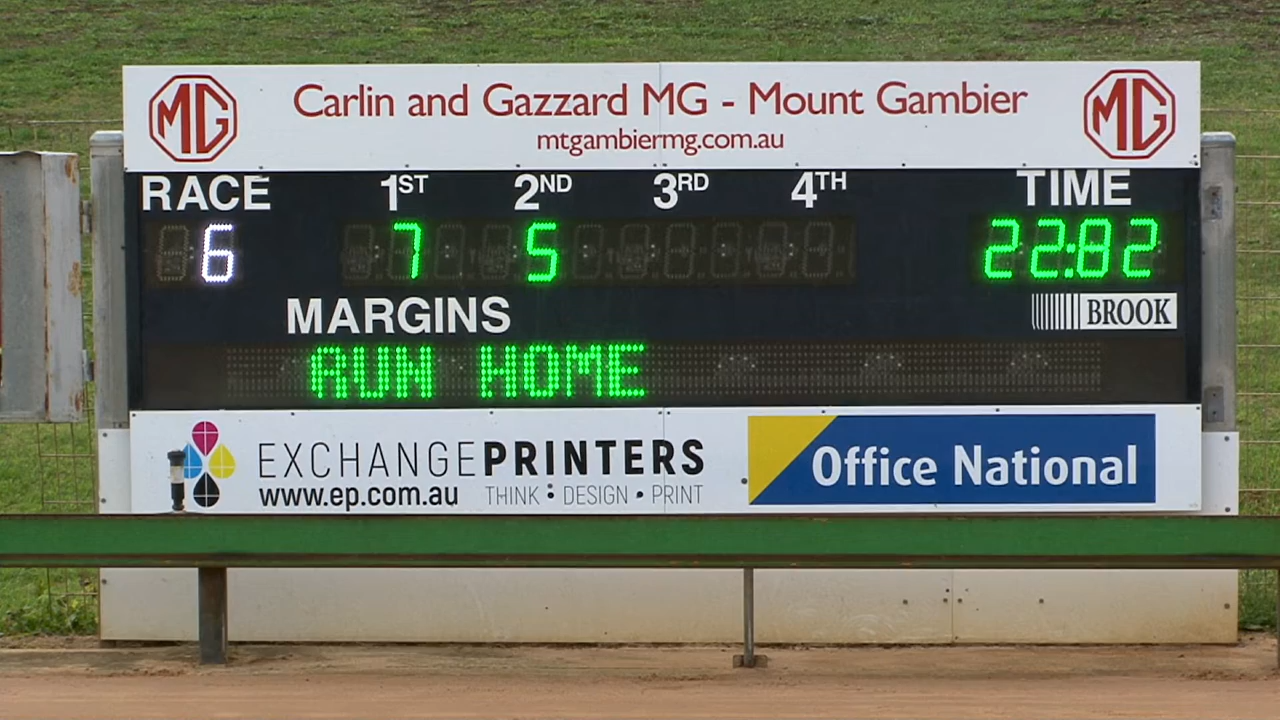 MG Carlin and Gazzard MG - Mount Gambier MG
mtgambiermg.com.au
RACE 1ST 2ND 3RD 4TH TIME
6 7 5 22:82
MARGINS BROOK
RUN HOME
EXCHANGEPRINTERS Office National
www.ep.com.au THINK : DESIGN • PRINT